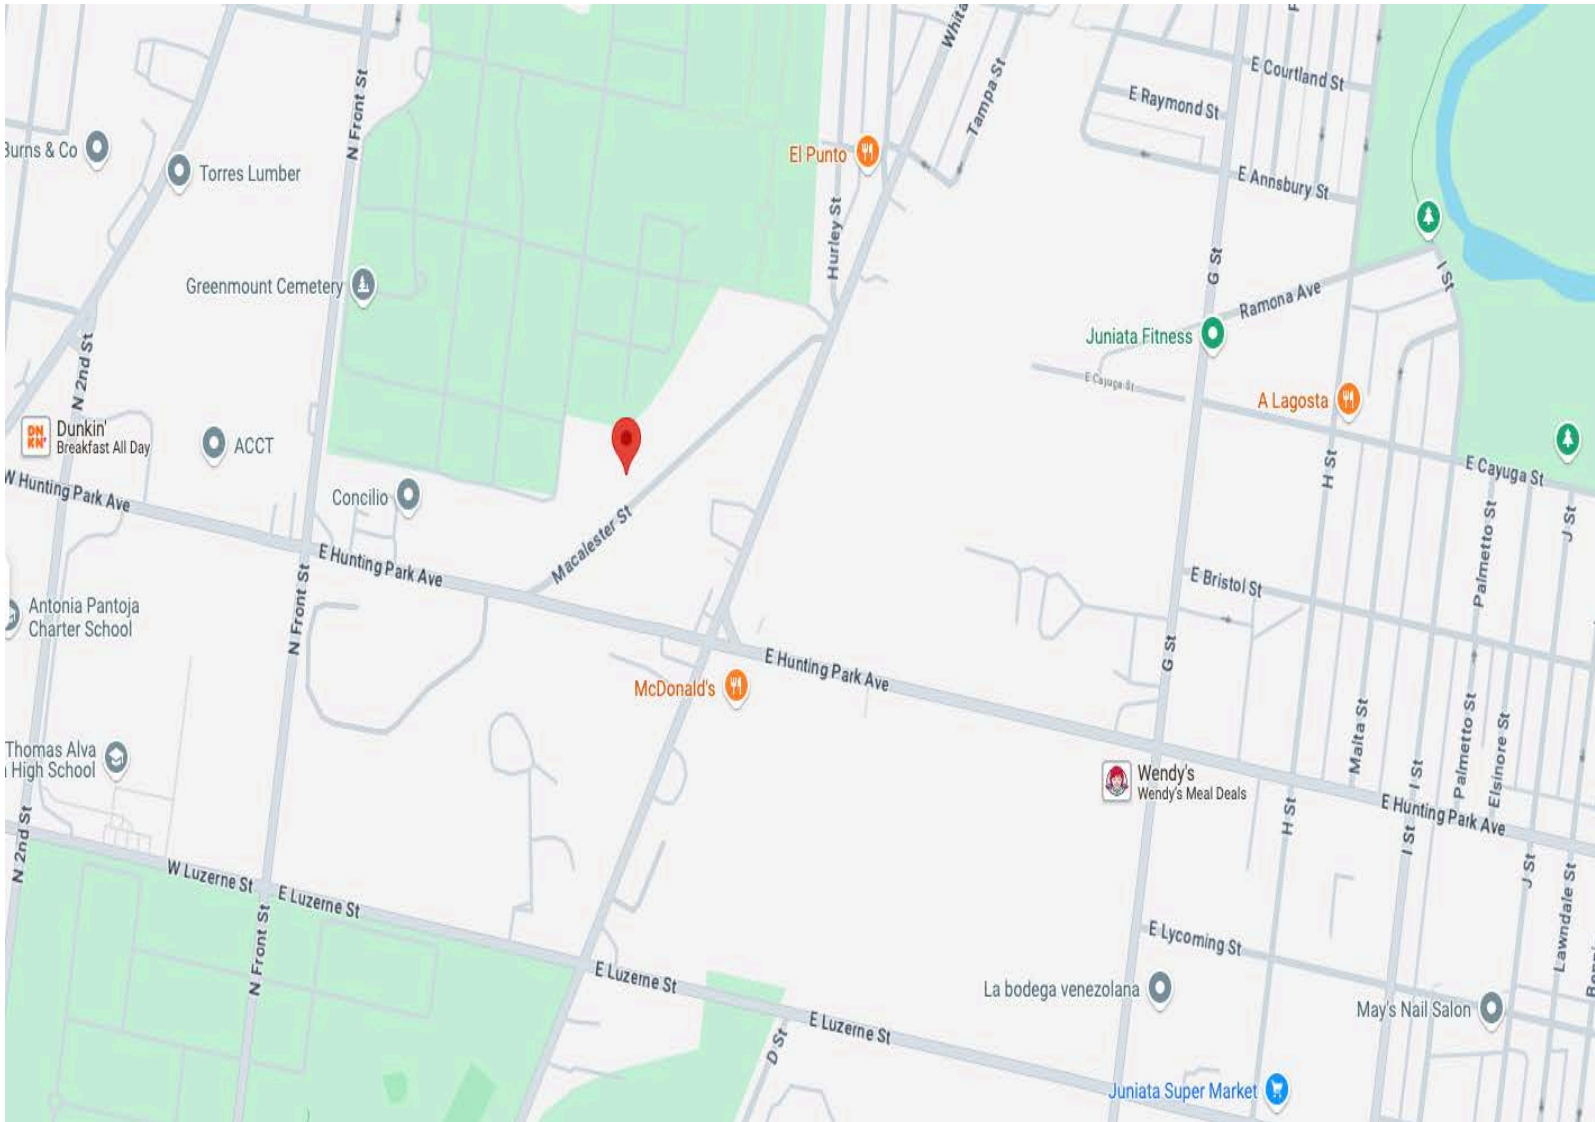 Whita
Tampa St
E Courtland St
E Raymond St
N Front St
Burns & Co
Torres Lumber
El Punto
E Annsbury St
Hurley St
G St
I St
Greenmount Cemetery
Ramona Ave
Juniata Fitness
N 2nd St
E Cayuga St
A Lagosta
Dunkin'
Breakfast All Day
DN
KN'
ACCT
H St
E Cayuga St
W Hunting Park Ave
Concilio
Macalester St
Palmetto St
J St
E Hunting Park Ave
E Bristol St
Antonia Pantoja
Charter School
N Front St
G St
E Hunting Park Ave
McDonald's
Malta St
Palmetto St
Elsinore St
Thomas Alva
High School
Wendy's
Wendy's Meal Deals
I St
E Hunting Park Ave
H St
N 2nd St
I St
J St
Lawndale St
W Luzerne St
E Luzerne St
N Front St
E Lycoming St
E Luzerne St
La bodega venezolana
May's Nail Salon
E Luzerne St
D St
Juniata Super Market